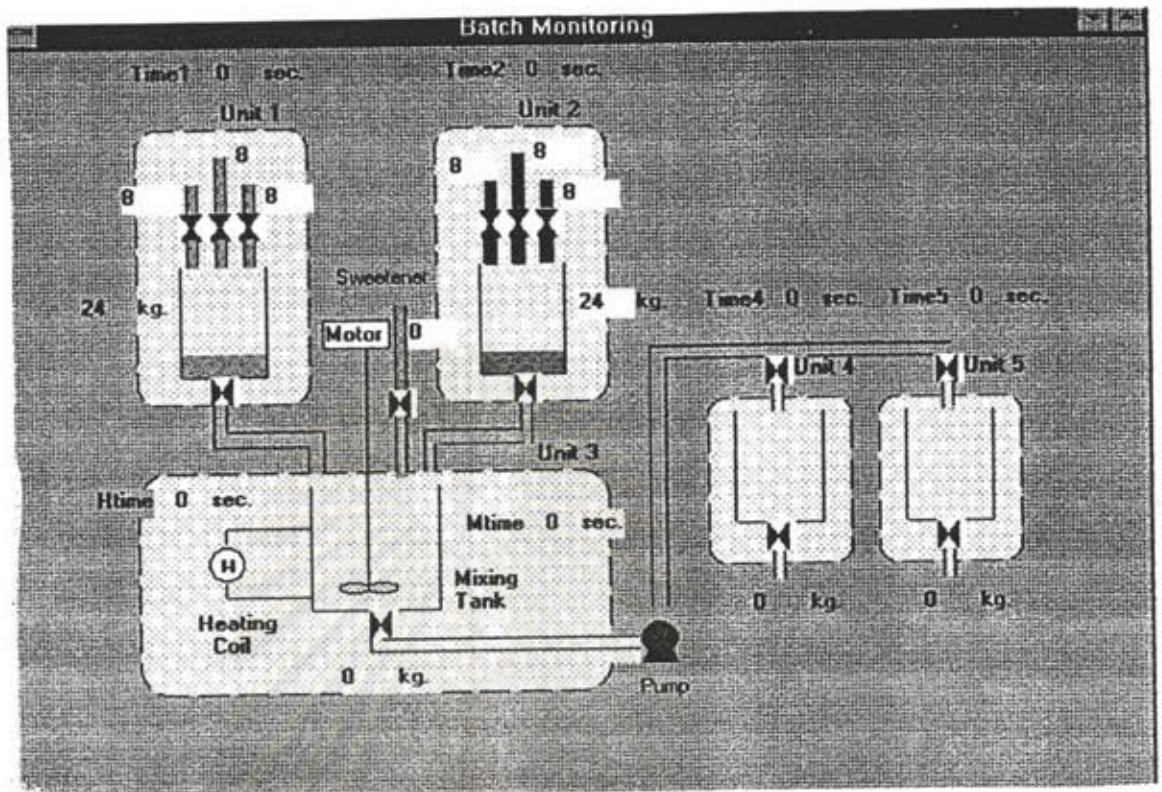 Batch Monitoring
Time1 0 sec.
Time2 0 sec.
Unit 1
Unit 2
8
8
8
8
8
8
Sweetener
24 kg.
Motor
0
24 kg.
Time4 0 sec.
Time5 0 sec.
Unit 4
Unit 5
Unit 3
Htime 0 sec.
Mtime 0 sec.
Mixing
Tank
Heating
Coil
0 kg.
Pump
0 kg.
0 kg.